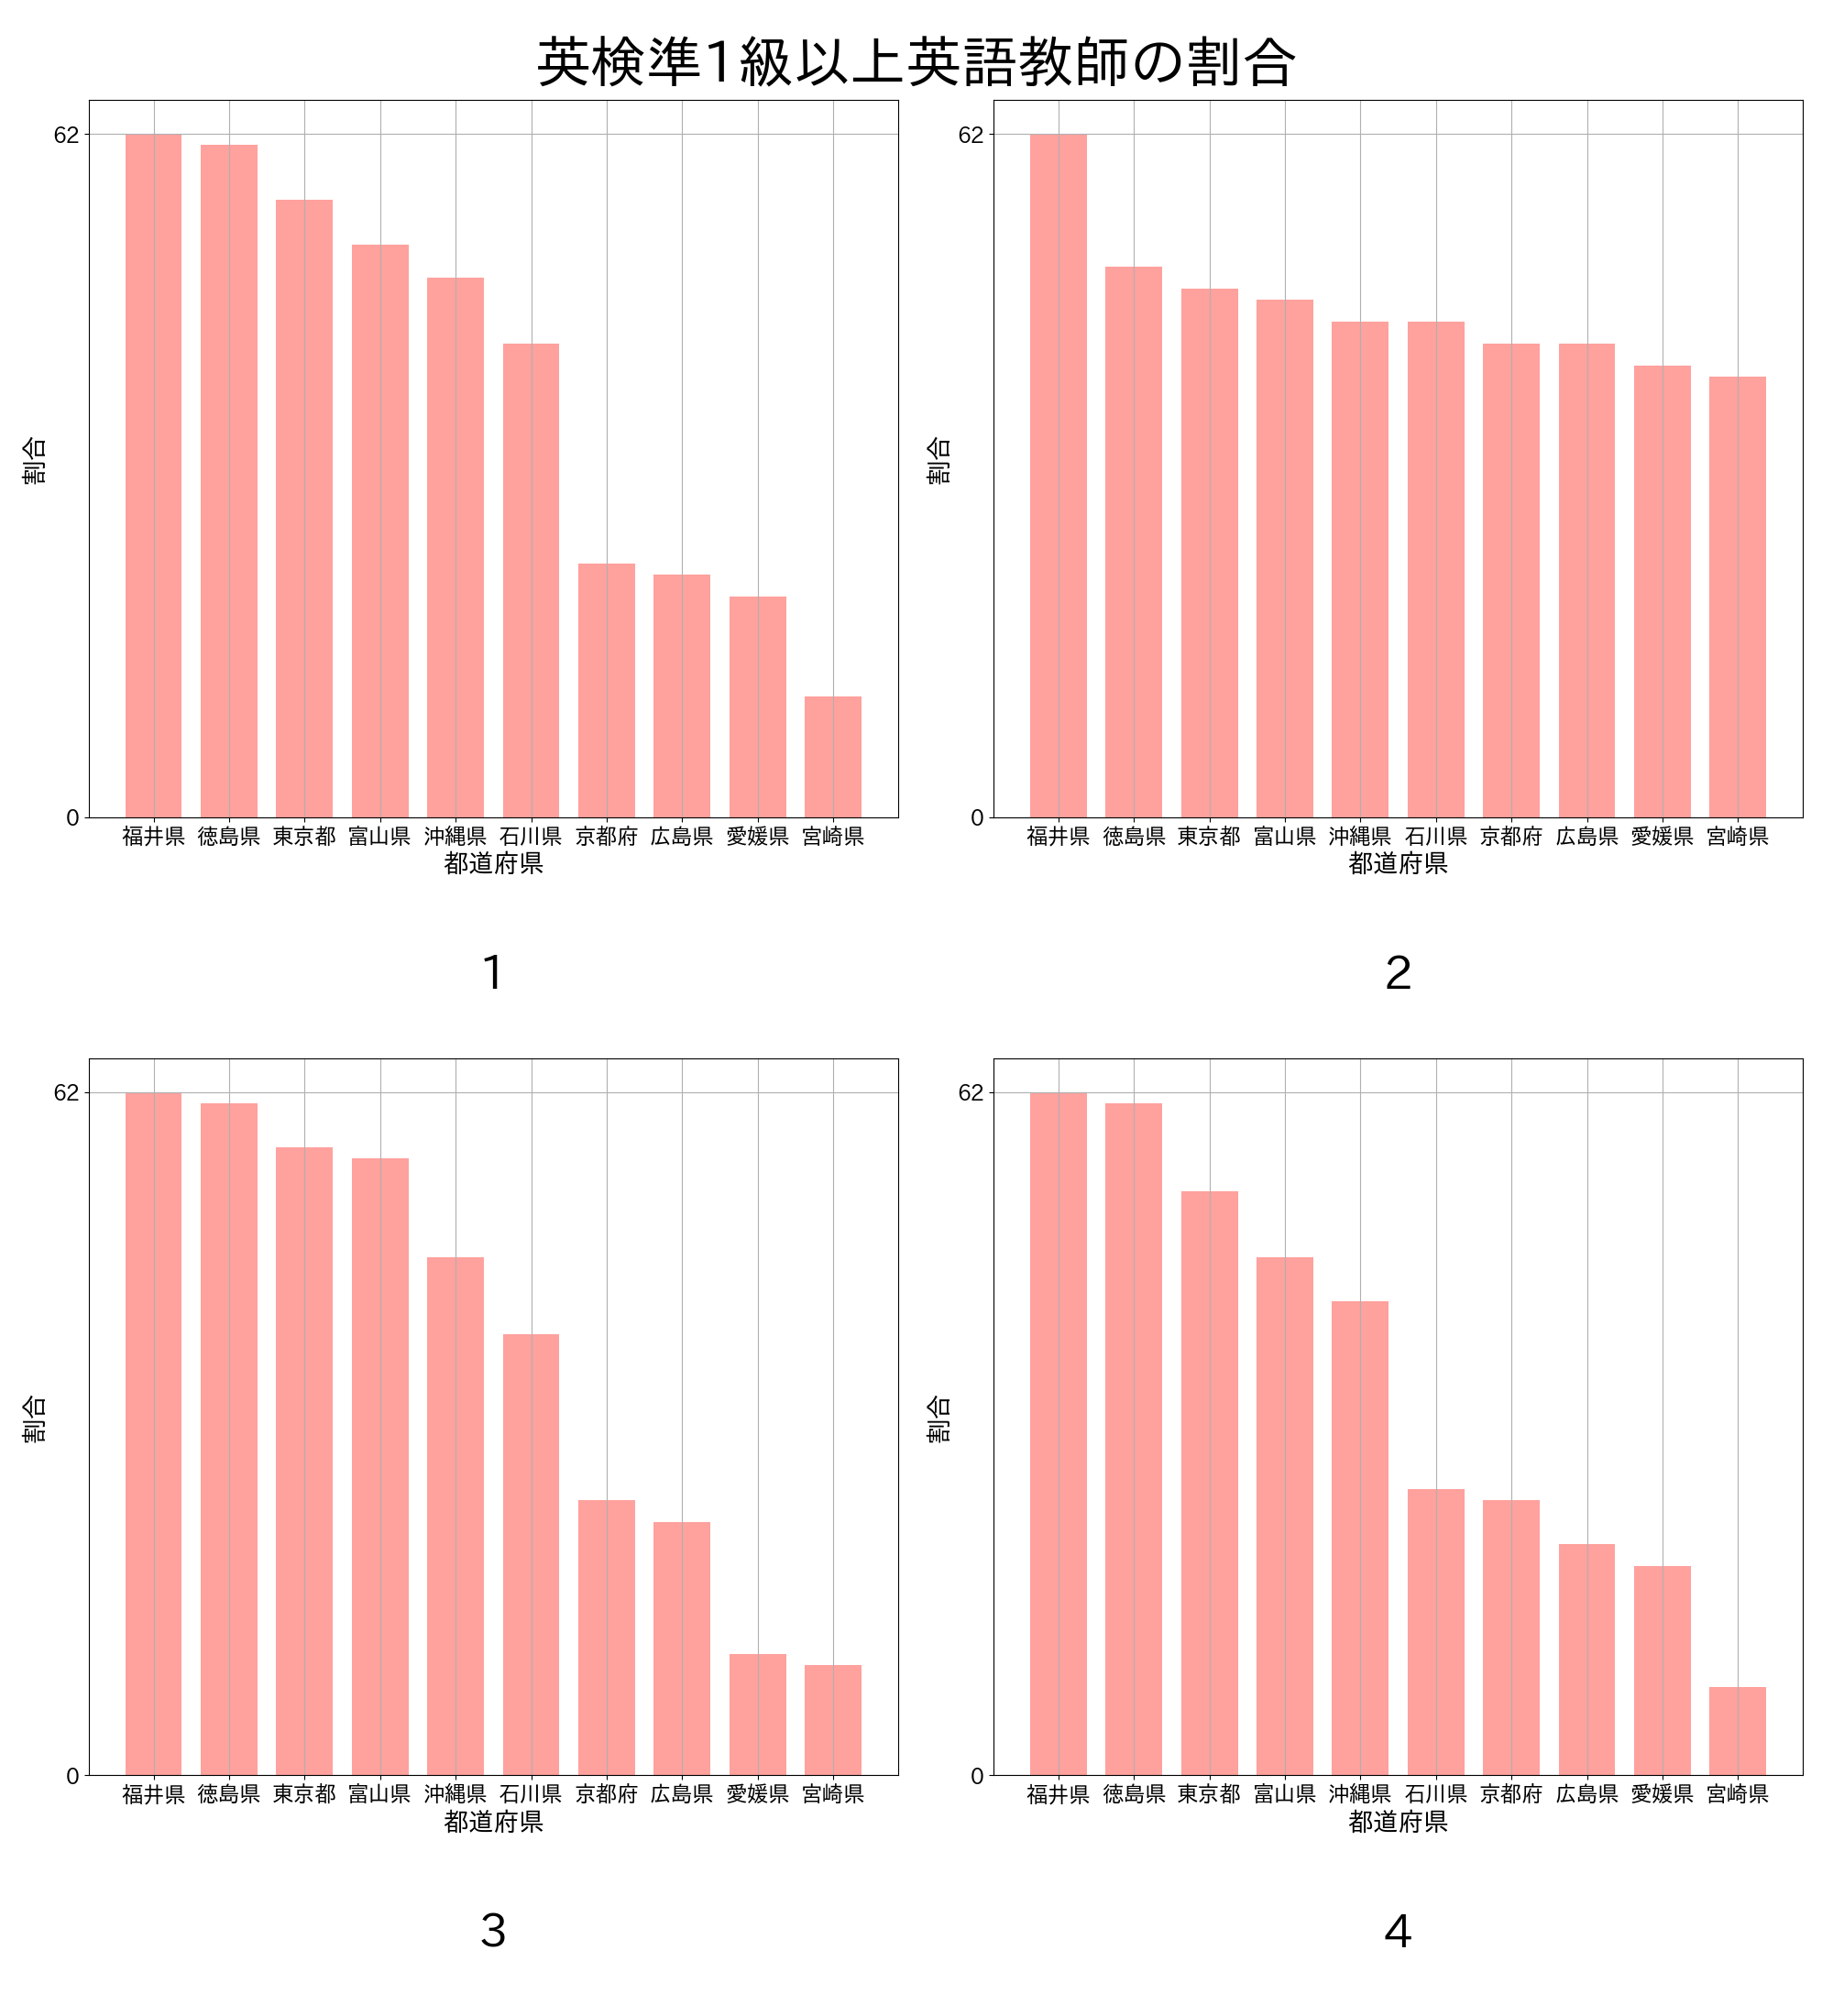 英検準1級以上英語教師の割合
62
0
割合
福井県 徳島県 東京都 富山県 沖縄県 石川県 京都府 広島県 愛媛県 宮崎県
都道府県
1
62
0
割合
福井県 徳島県 東京都 富山県 沖縄県 石川県 京都府 広島県 愛媛県 宮崎県
都道府県
2
62
0
割合
福井県 徳島県 東京都 富山県 沖縄県 石川県 京都府 広島県 愛媛県 宮崎県
都道府県
3
62
0
割合
福井県 徳島県 東京都 富山県 沖縄県 石川県 京都府 広島県 愛媛県 宮崎県
都道府県
4